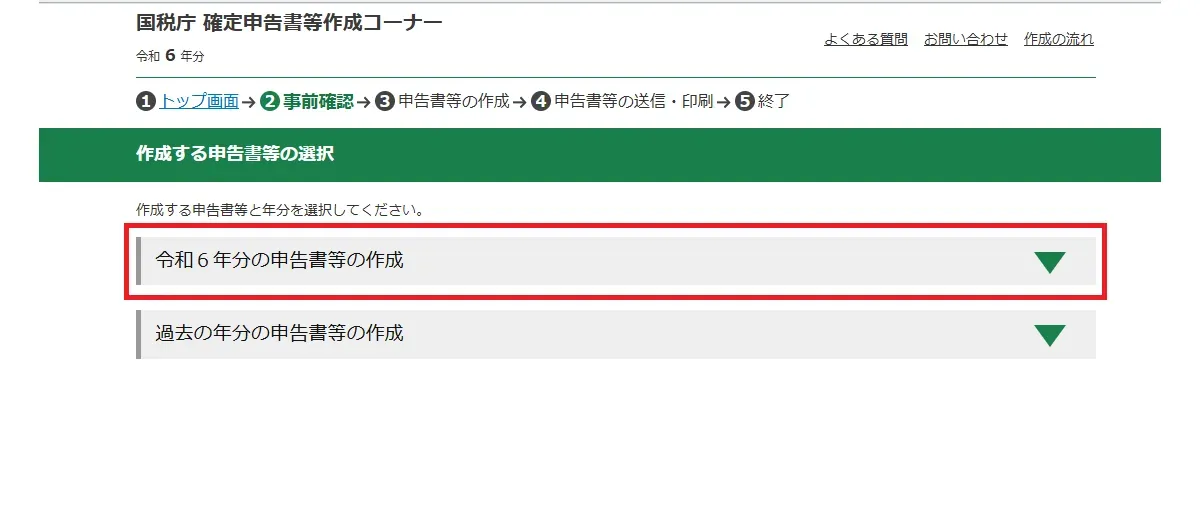 国税庁 確定申告書等作成コーナー
令和 6 年分
よくある質問 お問い合わせ 作成の流れ
1 トップ画面 → 2 事前確認 → 3 申告書等の作成 → 4 申告書等の送信・印刷 → 5 終了
作成する申告書等の選択
作成する申告書等と年分を選択してください。
令和6年分の申告書等の作成
過去の年分の申告書等の作成